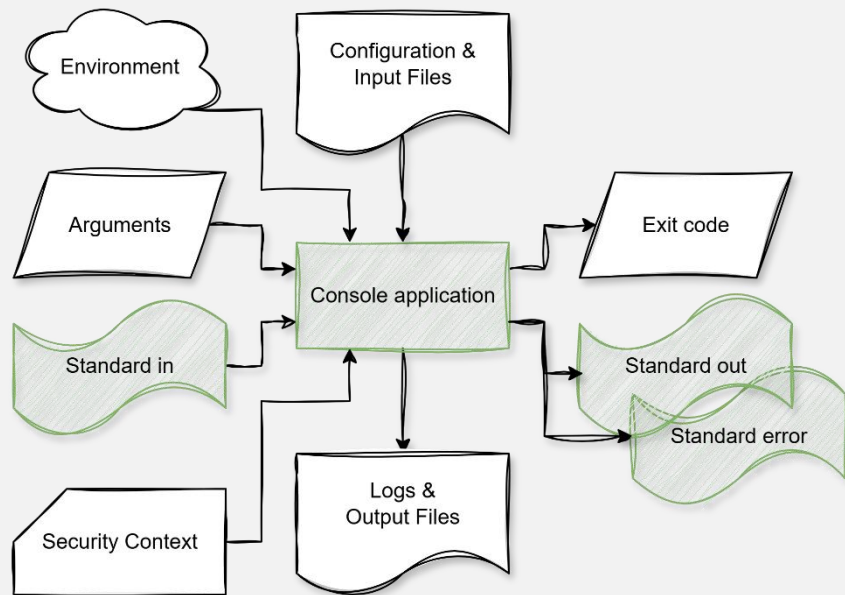 Environment
Configuration &
Input Files
Arguments
Exit code
Console application
Standard in
Standard out
Standard error
Security Context
Logs &
Output Files